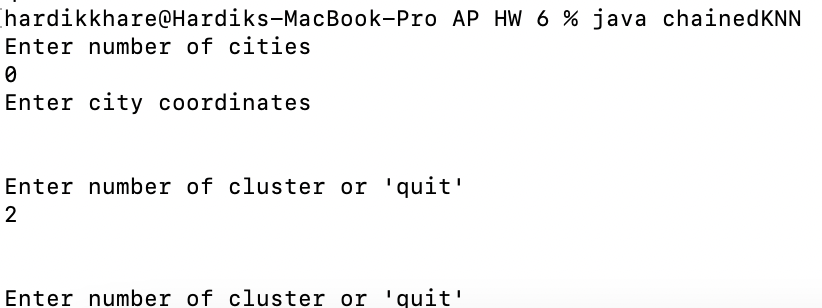 hardikkhare@Hardiks-MacBook-Pro AP HW 6 % java chainedKNN
Enter number of cities
0
Enter city coordinates
Enter number of cluster or 'quit'
2
Enter number of cluster or 'quit'